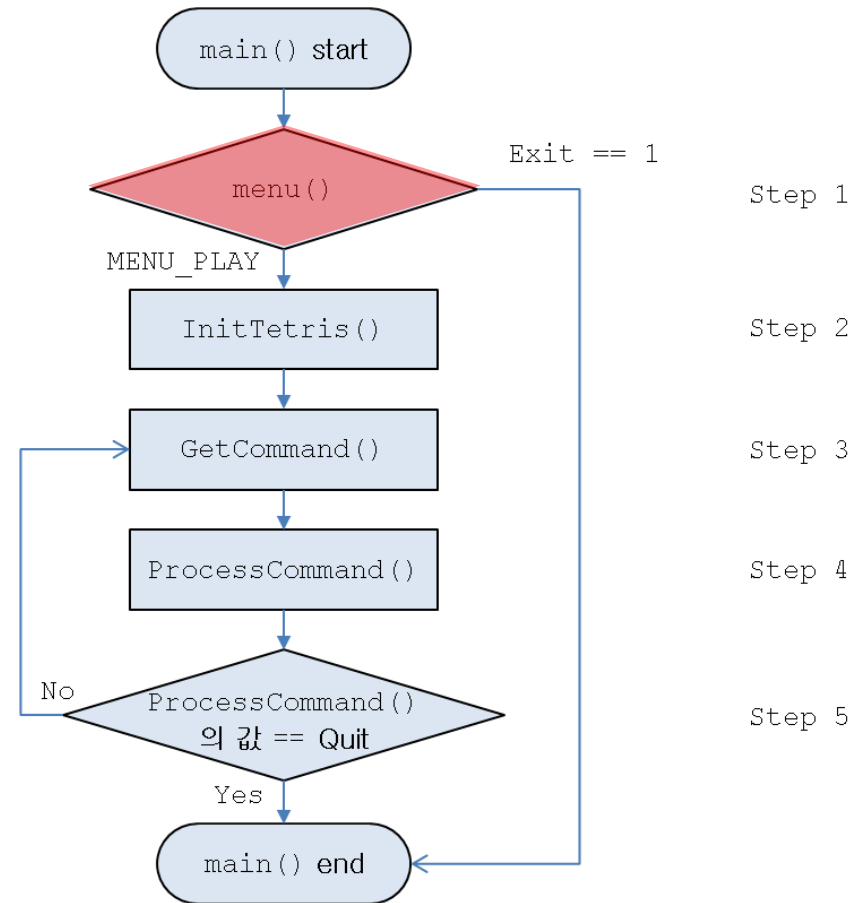 main() start
Exit == 1
menu()
Step 1
MENU_PLAY
InitTetris()
Step 2
GetCommand()
Step 3
ProcessCommand()
Step 4
No
ProcessCommand()
의 값 == Quit
Step 5
Yes
main() end